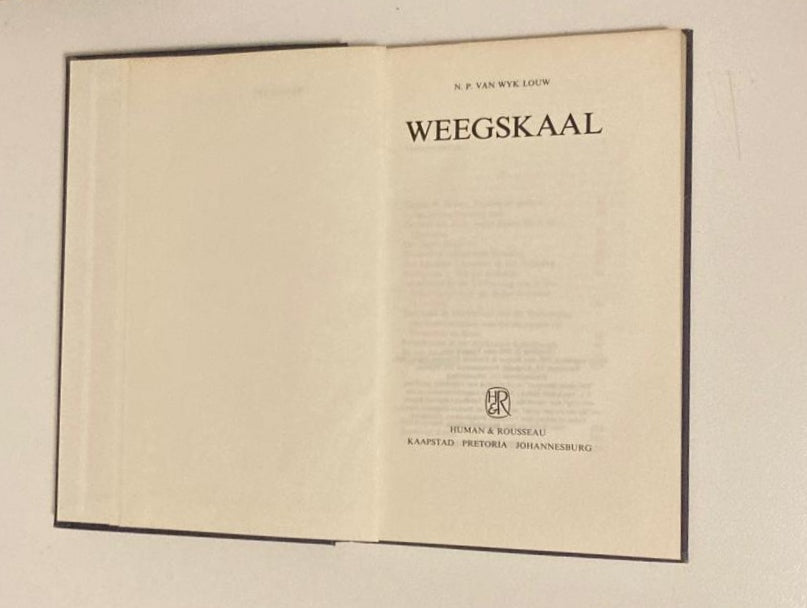 N. P. VAN WYK LOUW
WEEGSKAAL
H&R
HUMAN & ROUSSEAU
KAAPSTAD PRETORIA JOHANNESBURG